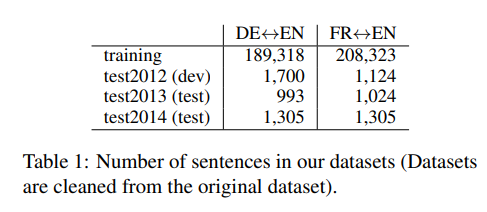 DE↔EN FR↔EN
training 189,318 208,323
test2012 (dev) 1,700 1,124
test2013 (test) 993 1,024
test2014 (test) 1,305 1,305
Table 1: Number of sentences in our datasets (Datasets
are cleaned from the original dataset).